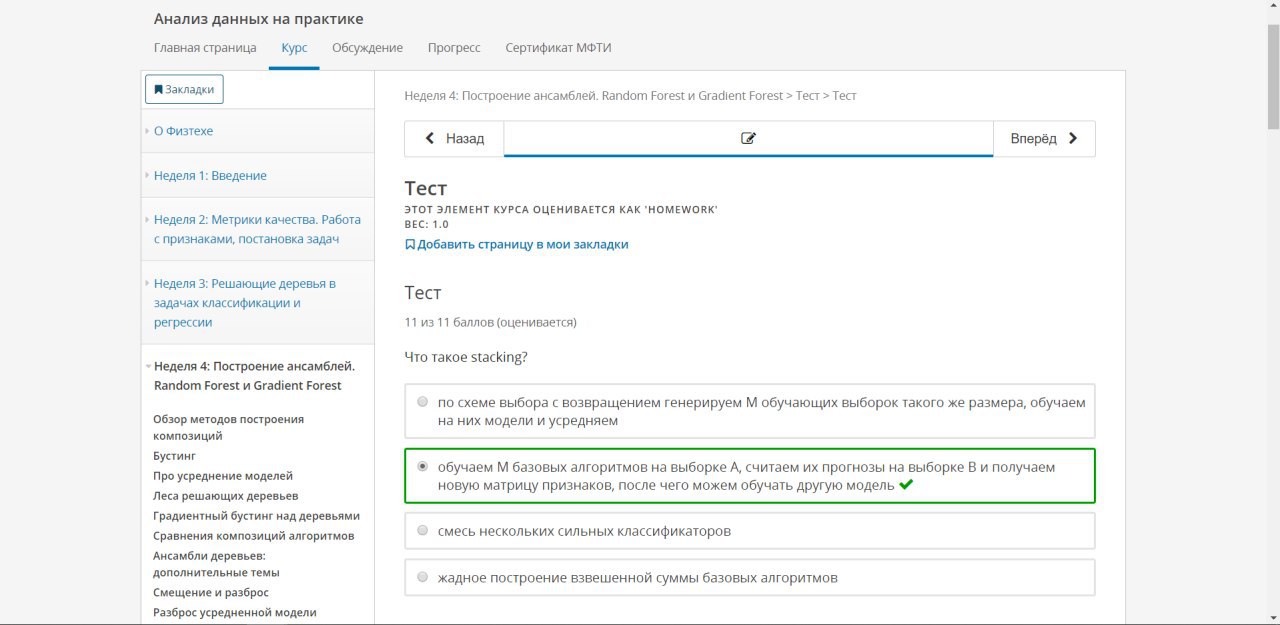 Анализ данных на практике
Главная страница
Курс
Обсуждение
Прогресс
Сертификат МФТИ
Закладки
О Физтехе
Неделя 1: Введение
Неделя 2: Метрики качества. Работа
с признаками, постановка задач
Неделя 3: Решающие деревья в
задачах классификации и
регрессии
Неделя 4: Построение ансамблей.
Random Forest и Gradient Forest
Обзор методов построения
композиций
Бустинг
Про усреднение моделей
Леса решающих деревьев
Градиентный бустинг над деревьями
Сравнения композиций алгоритмов
Ансамбли деревьев:
дополнительные темы
Смещение и разброс
Разброс усредненной модели
Неделя 4: Построение ансамблей. Random Forest и Gradient Forest > Тест > Тест
Назад
Вперёд
Тест
ЭТОТ ЭЛЕМЕНТ КУРСА ОЦЕНИВАЕТСЯ КАК 'HOMEWORK'
ВЕС: 1.0
Добавить страницу в мои закладки
Тест
11 из 11 баллов (оценивается)
Что такое stacking?
по схеме выбора с возвращением генерируем M обучающих выборок такого же размера, обучаем
на них модели и усредняем
обучаем M базовых алгоритмов на выборке A, считаем их прогнозы на выборке B и получаем
новую матрицу признаков, после чего можем обучать другую модель
смесь нескольких сильных классификаторов
жадное построение взвешенной суммы базовых алгоритмов